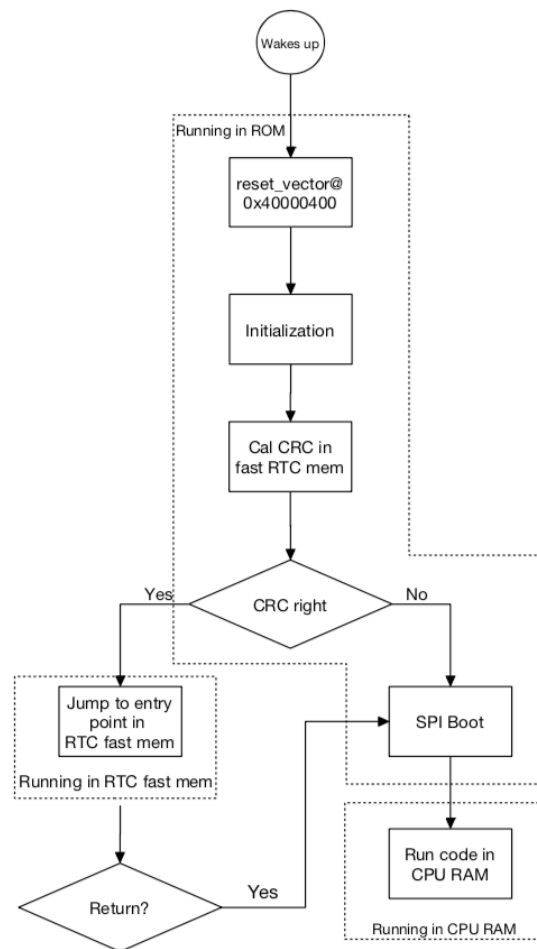 Wakes up
Running in ROM
reset_vector@
0x40000400
Initialization
Cal CRC in
fast RTC mem
CRC right
Yes
No
Jump to entry
point in
RTC fast mem
Running in RTC fast mem
SPI Boot
Return?
Yes
Run code in
CPU RAM
Running in CPU RAM